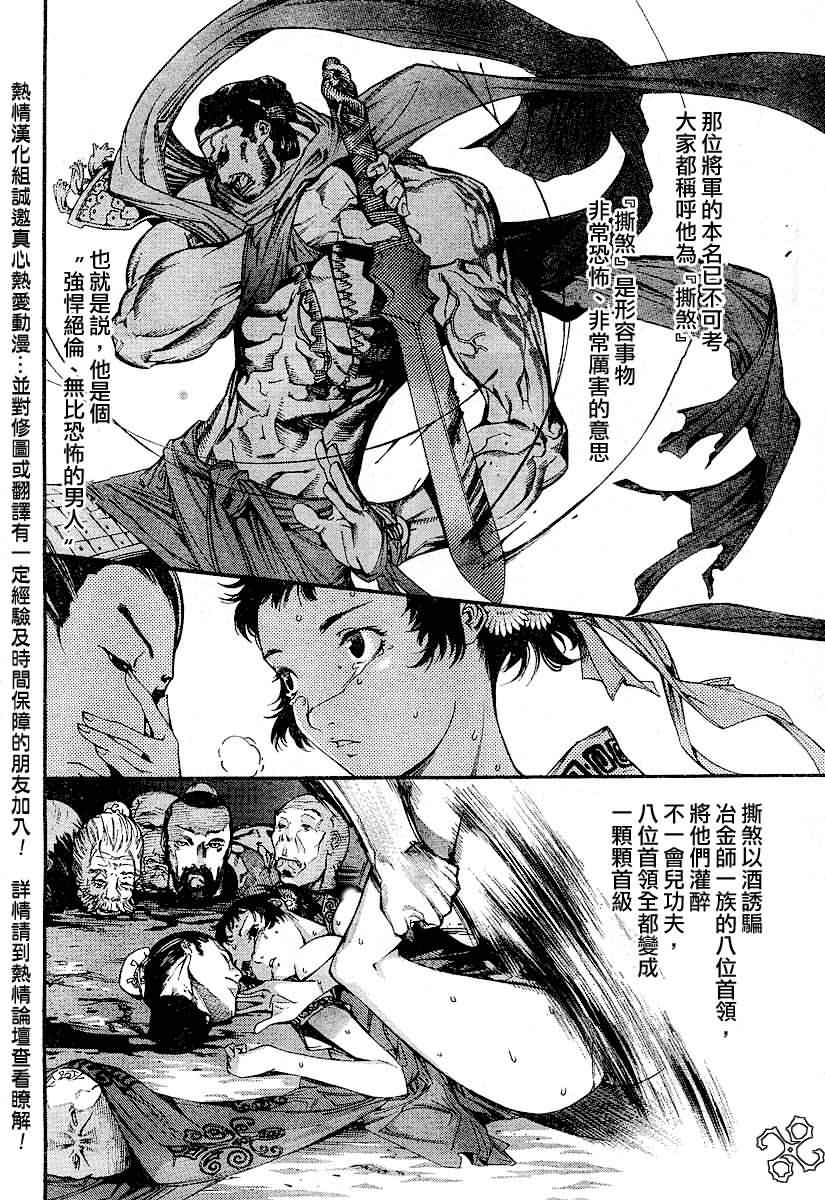 那位將軍的本名已不可考
大家都稱呼他為『撕煞』
『撕煞』是形容事物
非常恐怖、非常厲害的意思
也就是說，他是個
〝強悍絕倫、無比恐怖的男人〞
撕煞以酒誘騙
冶金師一族的八位首領，
將他們灌醉
不一會兒功夫，
八位首領全都變成
一顆顆首級
熱情漢化組誠邀真心熱愛動漫…並對修圖或翻譯有一定經驗及時間保障的朋友加入！　詳情請到熱情論壇查看瞭解！